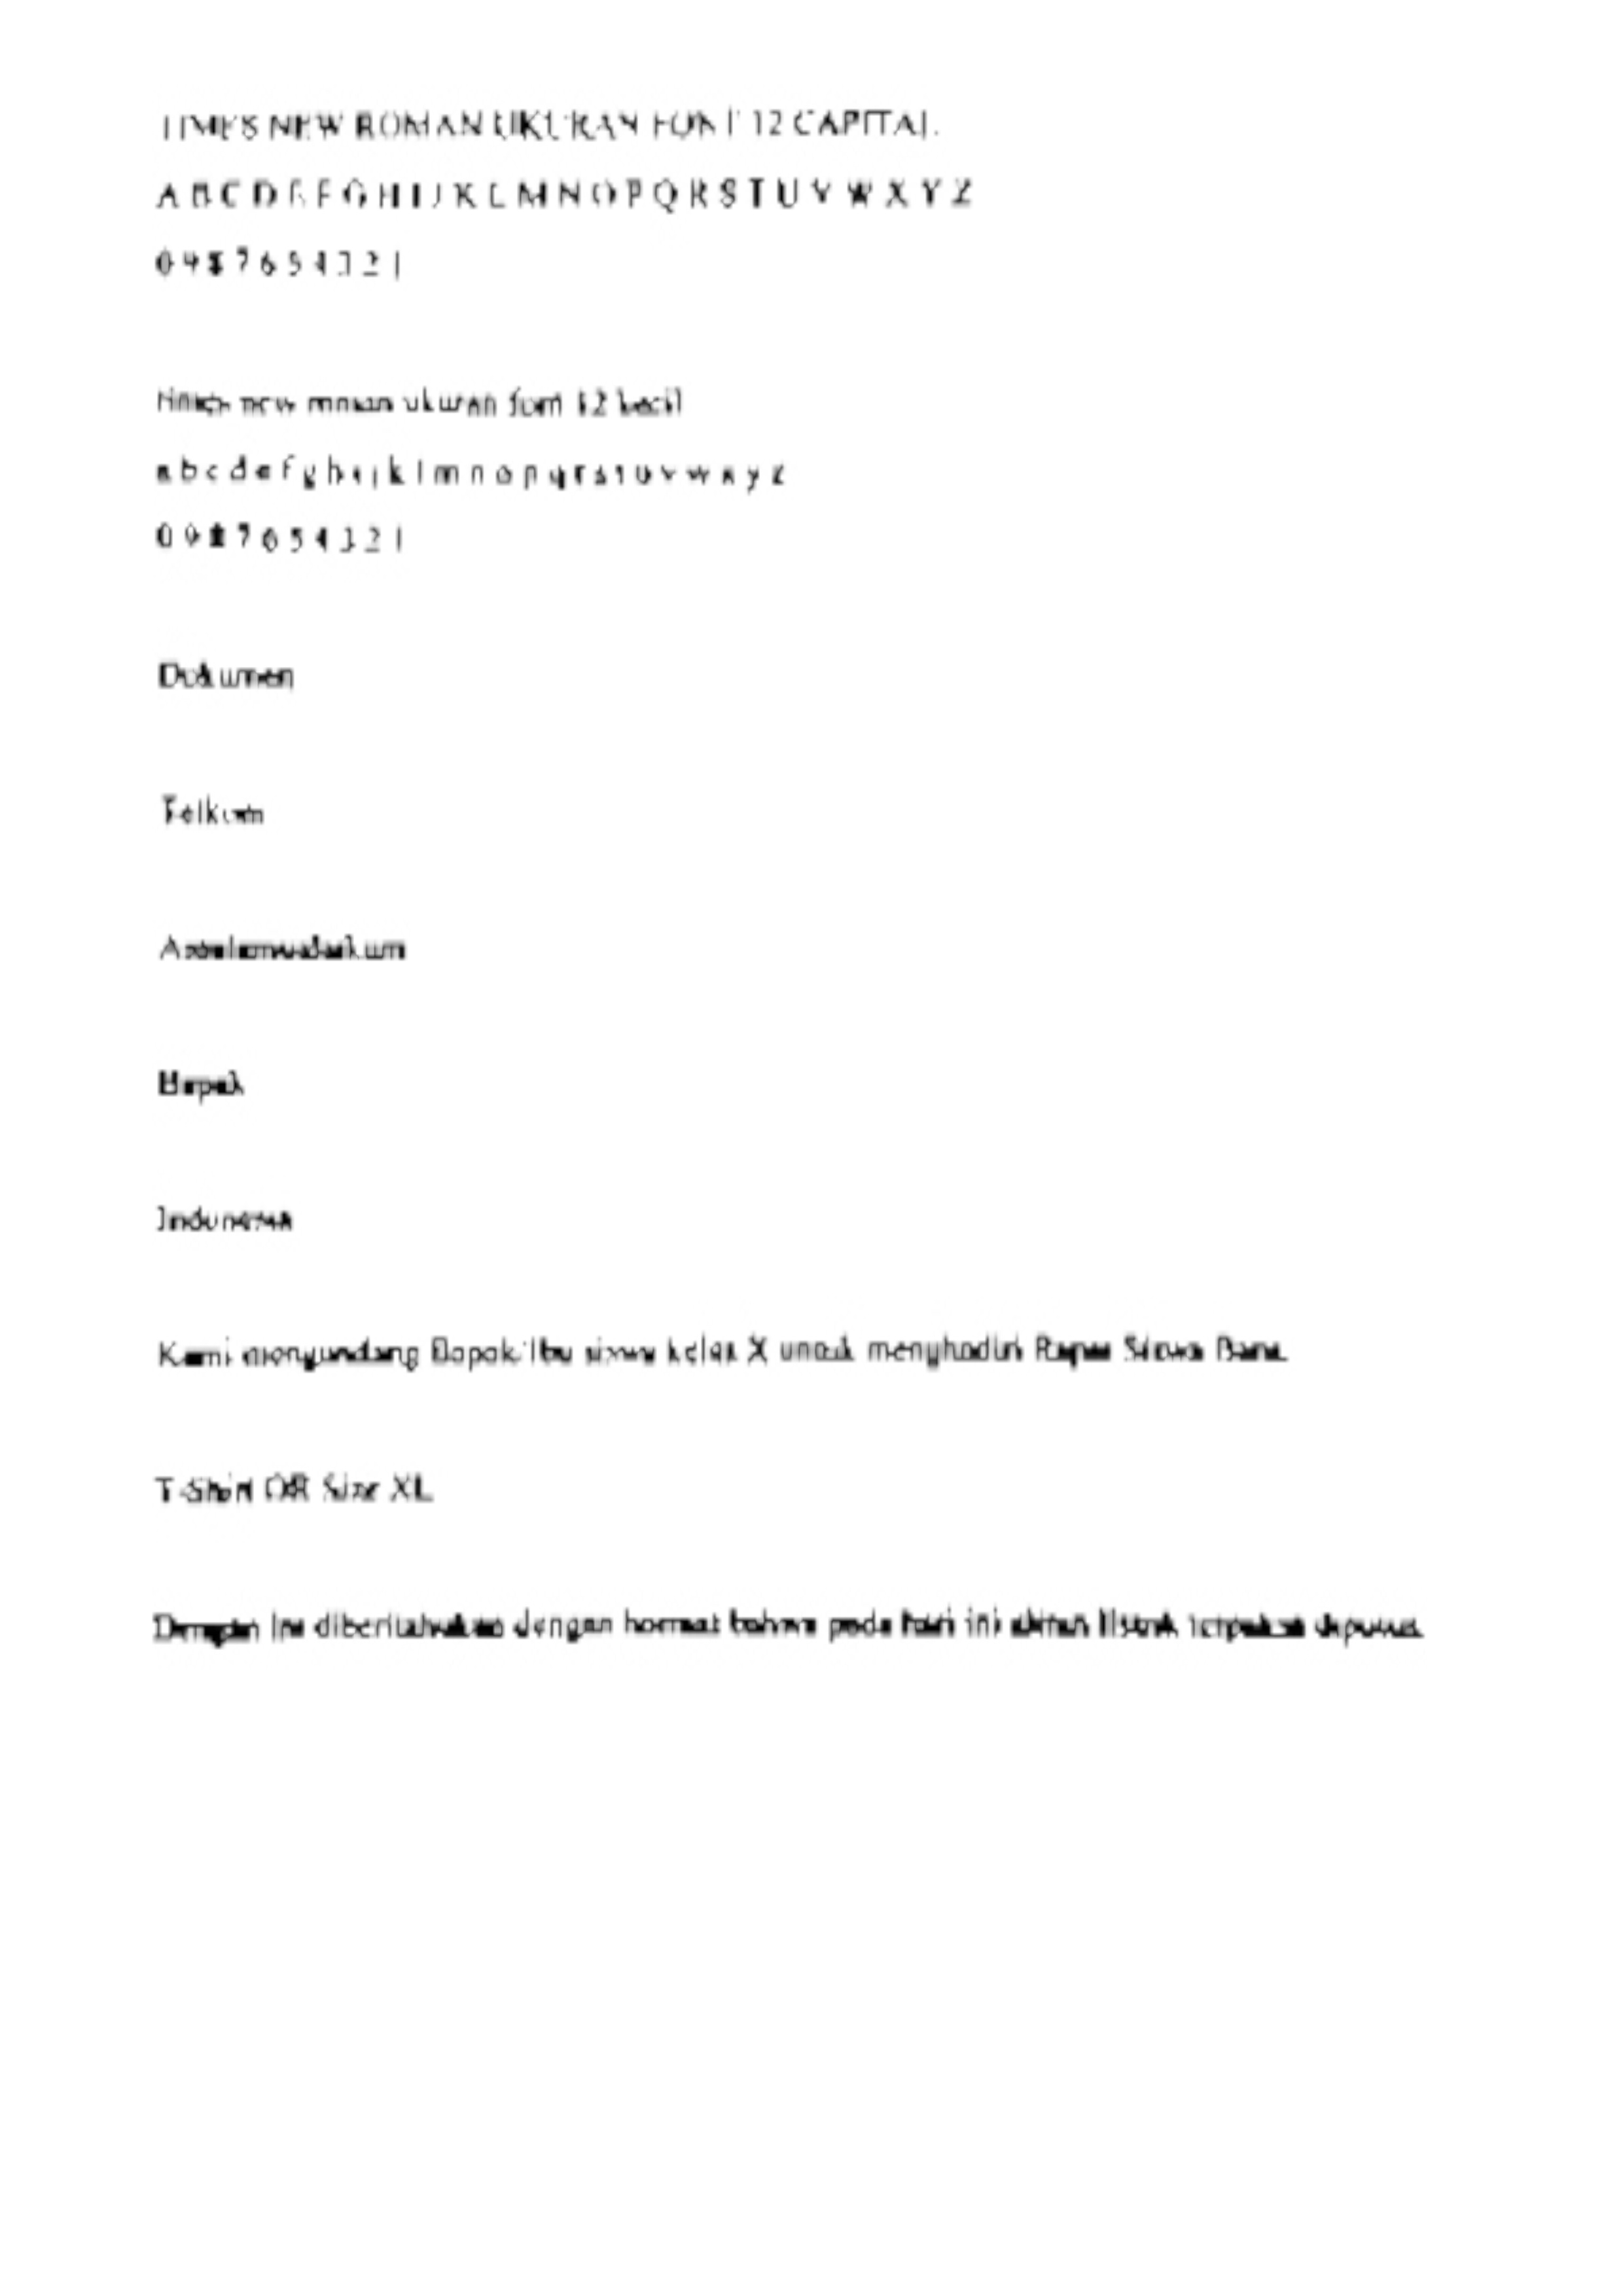 TIMES NEW ROMAN UKURAN FONT 12 CAPITAL
A B C D E F G H I J K L M N O P Q R S T U V W X Y Z
0 9 8 7 6 5 4 3 2 1
times new roman ukuran font 12 kecil
a b c d e f g h i j k l m n o p q r s t u v w x y z
0 9 8 7 6 5 4 3 2 1
Dokumen
Telkom
Assalamualaikum
Bapak
Indonesia
Kami mengundang Bapak/Ibu siswa kelas X untuk menghadiri Rapat Siswa Baru.
T-Shirt OR Size XL
Dengan Ini diberitahukan dengan hormat bahwa pada hari ini listrik terpaksa